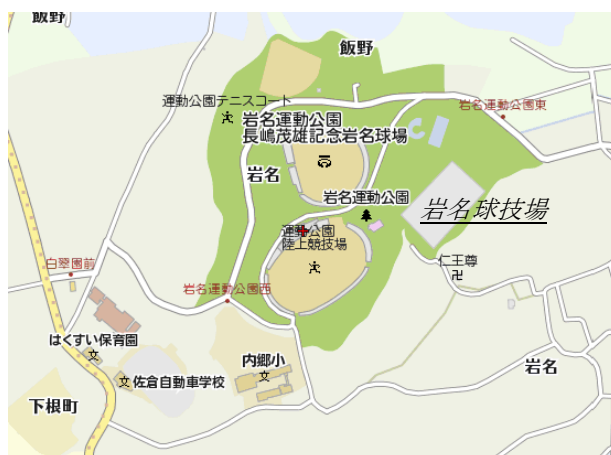 飯野
飯野
運動公園テニスコート
岩名運動公園東
岩名運動公園
長嶋茂雄記念岩名球場
岩名
岩名運動公園
岩名球技場
運動公園
陸上競技場
仁王尊
卍
白翠園前
岩名運動公園西
はくすい保育園
文
内郷小
文
岩名
文
佐倉自動車学校
下根町